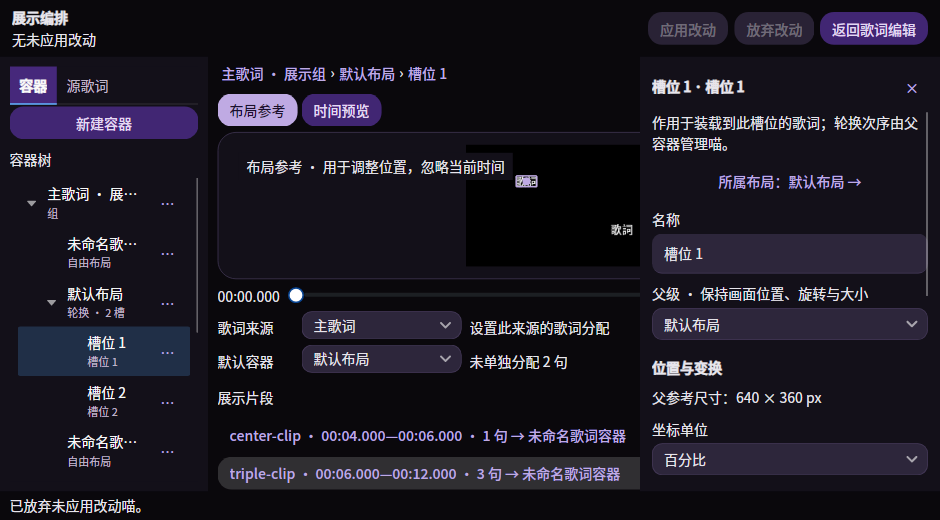 展示编排
无未应用改动
应用改动
放弃改动
返回歌词编辑
容器
源歌词
新建容器
容器树
主歌词 · 展…
组
…
未命名歌…
自由布局
…
默认布局
轮换 · 2 槽
…
槽位 1
槽位 1
…
槽位 2
槽位 2
…
未命名歌…
自由布局
…
主歌词 · 展示组 › 默认布局 › 槽位 1
布局参考
时间预览
布局参考 · 用于调整位置，忽略当前时间
歌詞
00:00.000
歌词来源
主歌词
设置此来源的歌词分配
默认容器
默认布局
未单独分配 2 句
展示片段
center-clip · 00:04.000—00:06.000 · 1 句 → 未命名歌词容器
triple-clip · 00:06.000—00:12.000 · 3 句 → 未命名歌词容器
槽位 1 · 槽位 1
×
作用于装载到此槽位的歌词；轮换次序由父
容器管理喵。
所属布局：默认布局 →
名称
槽位 1
父级 · 保持画面位置、旋转与大小
默认布局
位置与变换
父参考尺寸：640 × 360 px
坐标单位
百分比
已放弃未应用改动喵。